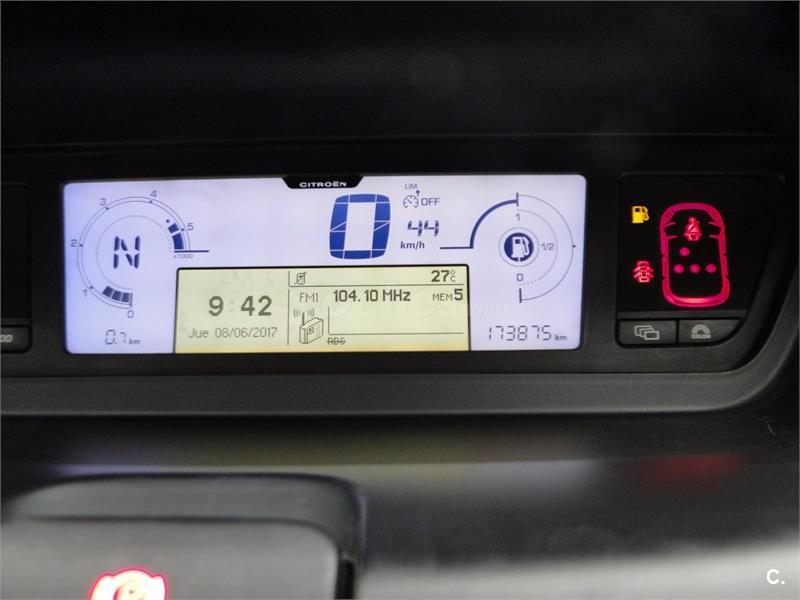 CITROËN
4
3
5
2
1
0
x1000
N
0.7 km
0
LIM
OFF
44
km/h
1
1/2
0
173875 km
27°C
FM1 104.10 MHz MEM5
9:42
Jue 08/06/2017
RDS
C.